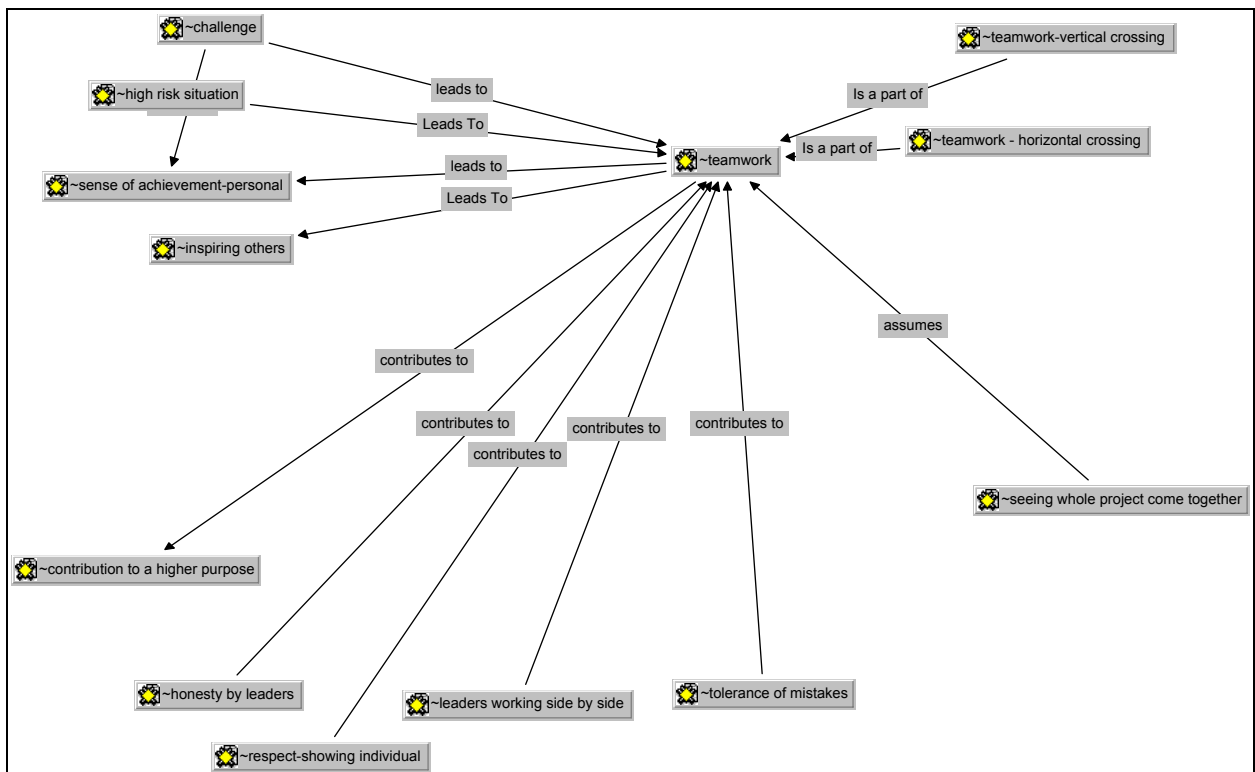 ~challenge
~teamwork-vertical crossing
leads to
Is a part of
~high risk situation
Leads To
~teamwork - horizontal crossing
Is a part of
~teamwork
leads to
~sense of achievement-personal
Leads To
~inspiring others
assumes
contributes to
contributes to
contributes to
contributes to
contributes to
~seeing whole project come together
~contribution to a higher purpose
~honesty by leaders
~leaders working side by side
~tolerance of mistakes
~respect-showing individual